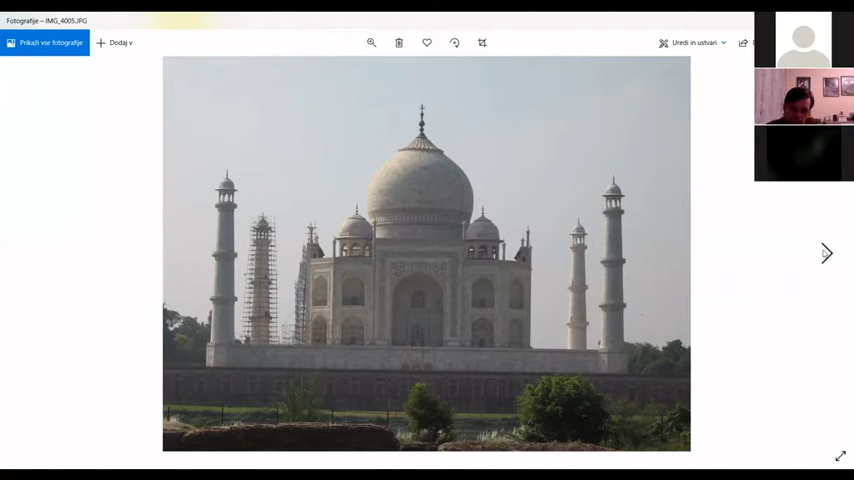 Fotografije – IMG_4005.JPG
Prikaži vse fotografije
Dodaj v
Uredi in ustvari